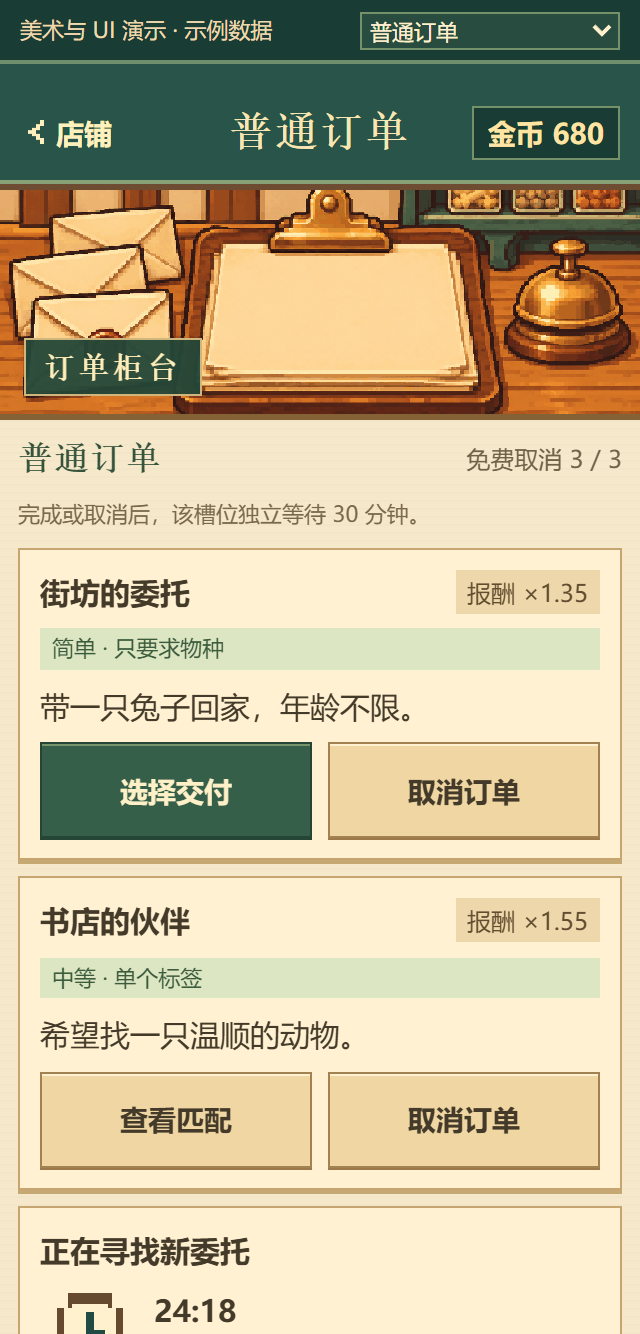 美术与 UI 演示 · 示例数据
普通订单
店铺
普通订单
金币 680
订单柜台
普通订单
免费取消 3 / 3
完成或取消后，该槽位独立等待 30 分钟。
街坊的委托
报酬 ×1.35
简单 · 只要求物种
带一只兔子回家，年龄不限。
选择交付
取消订单
书店的伙伴
报酬 ×1.55
中等 · 单个标签
希望找一只温顺的动物。
查看匹配
取消订单
正在寻找新委托
24:18